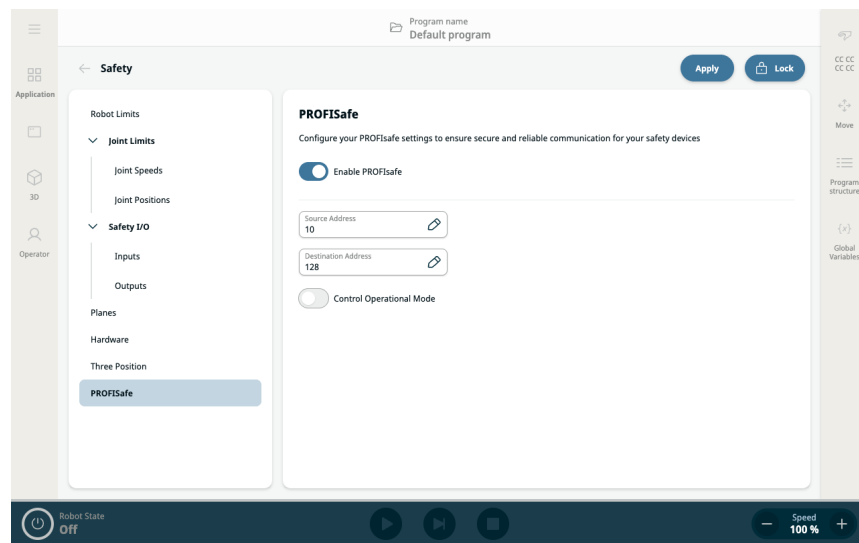 Program name
Default program
Safety
Apply
Lock
CC CC
CC CC
Application
Move
3D
Program
structure
Operator
Global
Variables
{x}
Robot Limits
Joint Limits
Joint Speeds
Joint Positions
Safety I/O
Inputs
Outputs
Planes
Hardware
Three Position
PROFISafe
PROFISafe
Configure your PROFIsafe settings to ensure secure and reliable communication for your safety devices
Enable PROFIsafe
Source Address
10
Destination Address
128
Control Operational Mode
Robot State
Off
Speed
100 %